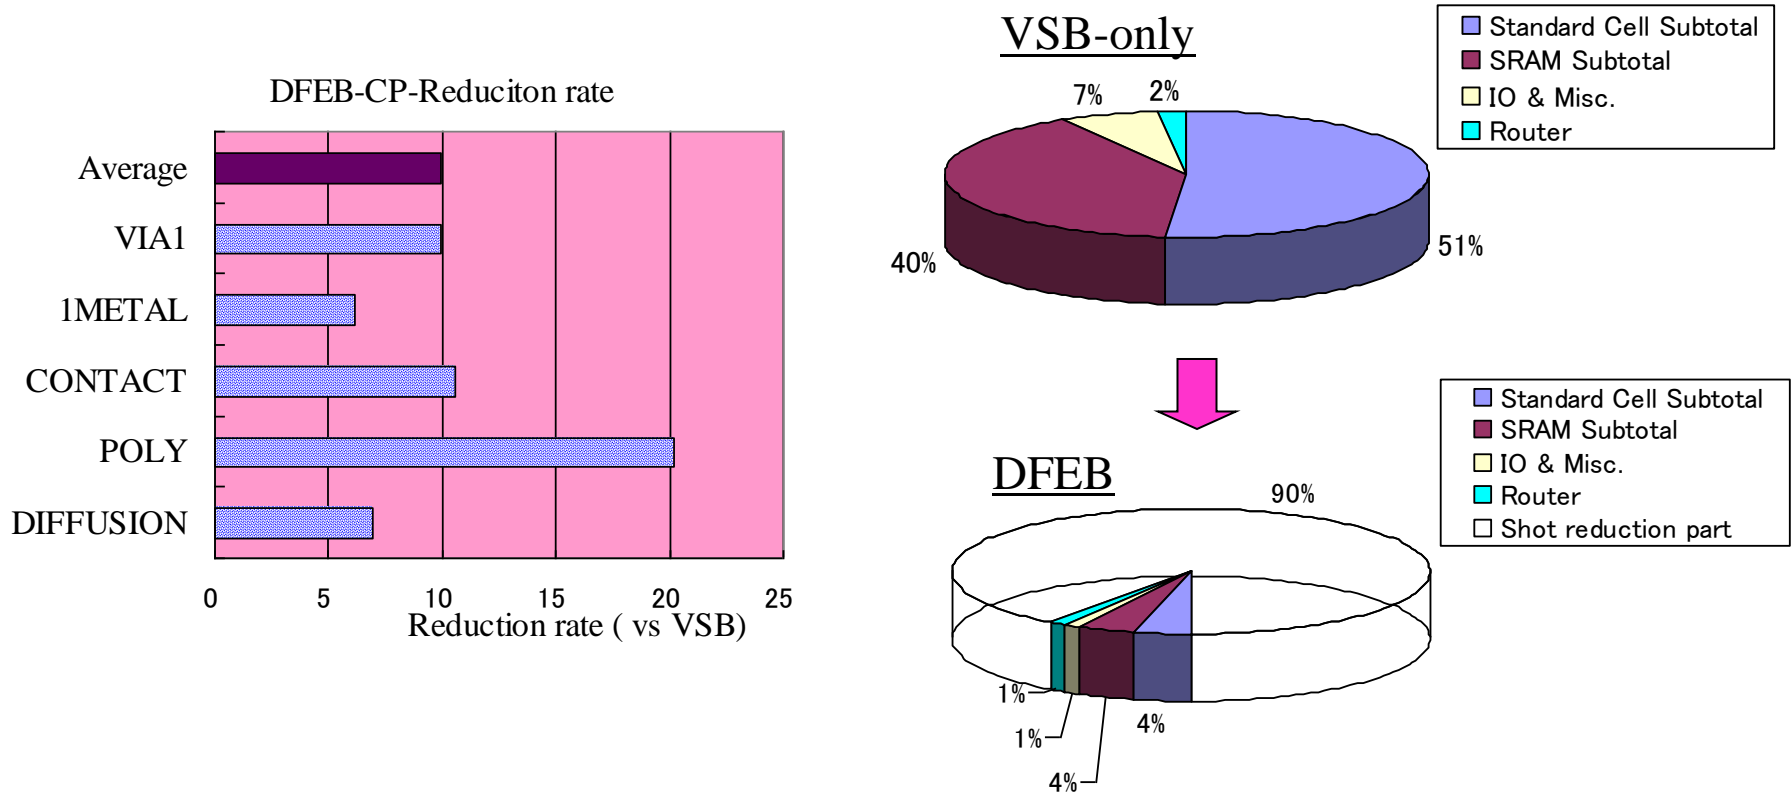 DFEB-CP-Reduciton rate
Average
VIA1
1METAL
CONTACT
POLY
DIFFUSION
0 5 10 15 20 25
Reduction rate ( vs VSB)
VSB-only
7% 2%
40%
51%
Standard Cell Subtotal
SRAM Subtotal
IO & Misc.
Router
DFEB
90%
1%
1%
4%
4%
Standard Cell Subtotal
SRAM Subtotal
IO & Misc.
Router
Shot reduction part